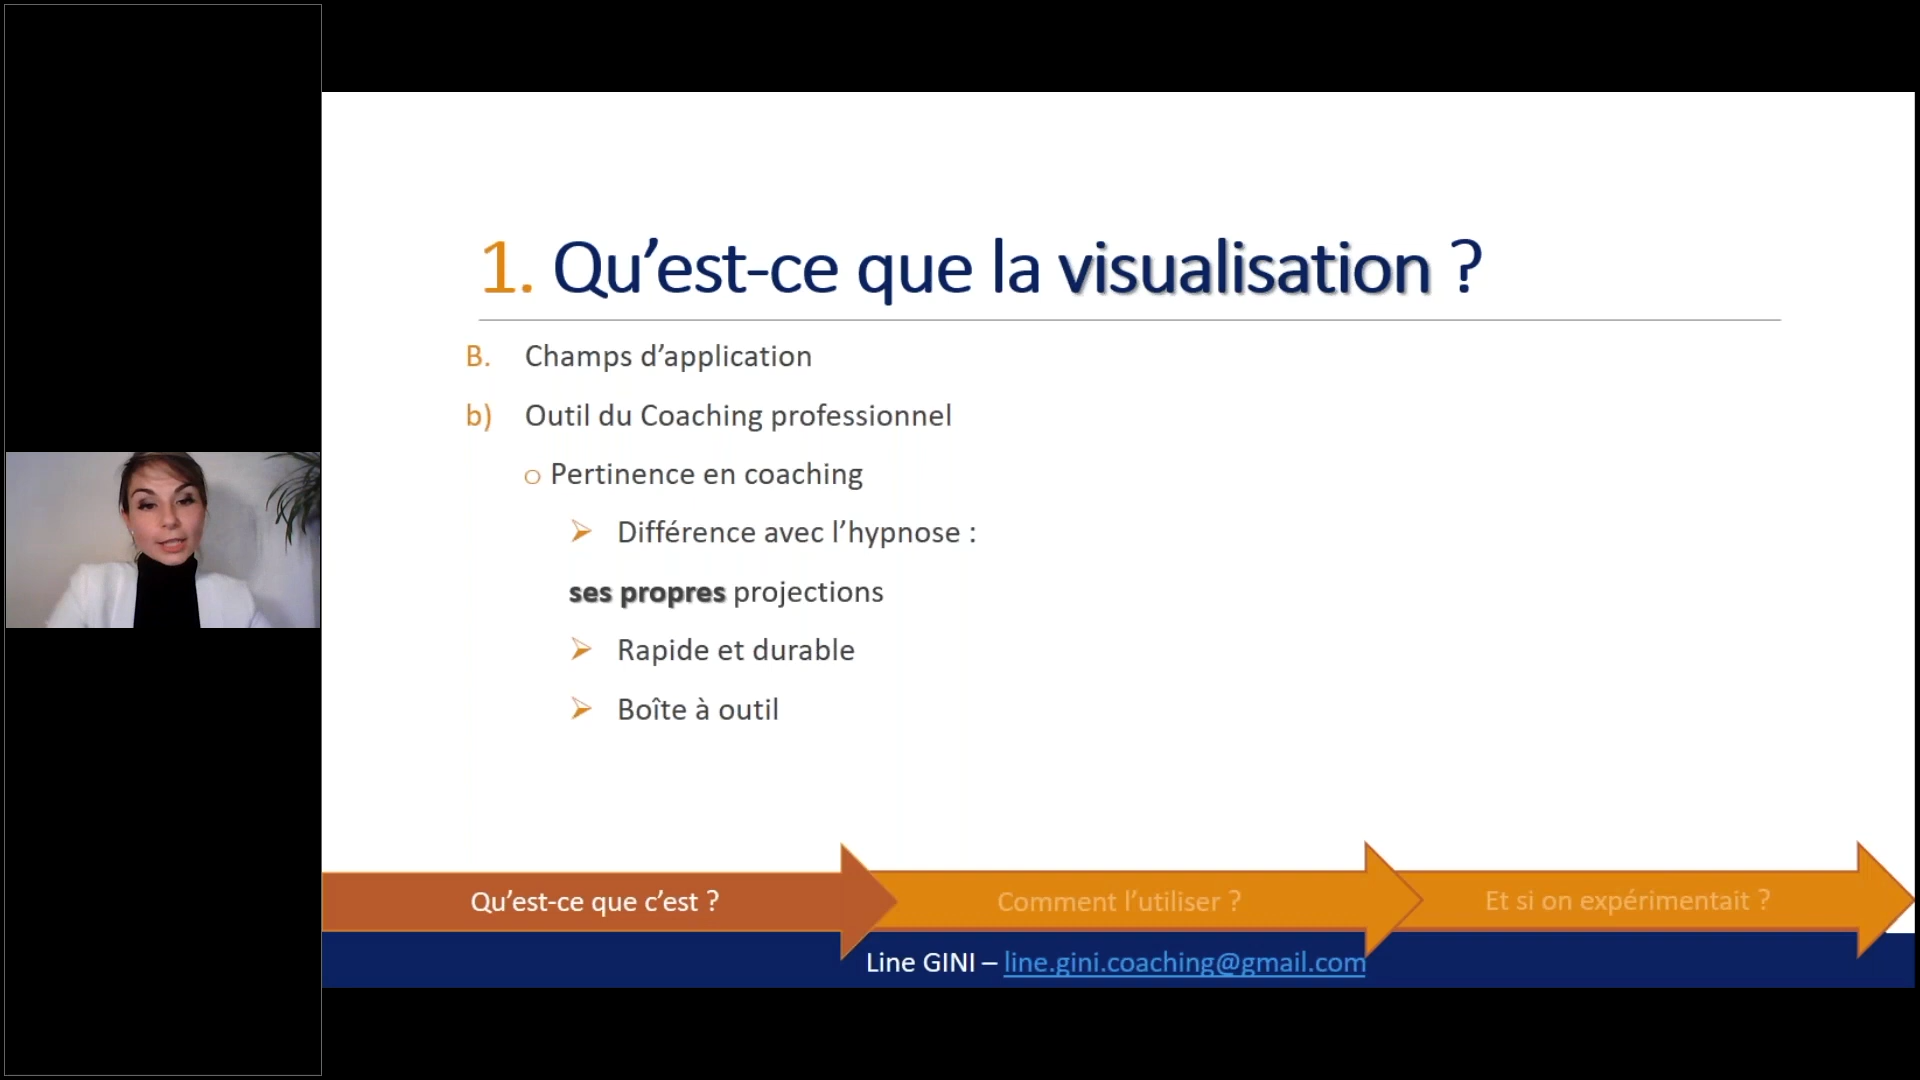 1. Qu’est-ce que la visualisation ?
B. Champs d’application
b) Outil du Coaching professionnel
o Pertinence en coaching
➢ Différence avec l’hypnose :
ses propres projections
➢ Rapide et durable
➢ Boîte à outil
Qu’est-ce que c’est ?
Comment l’utiliser ?
Et si on expérimentait ?
Line GINI – line.gini.coaching@gmail.com